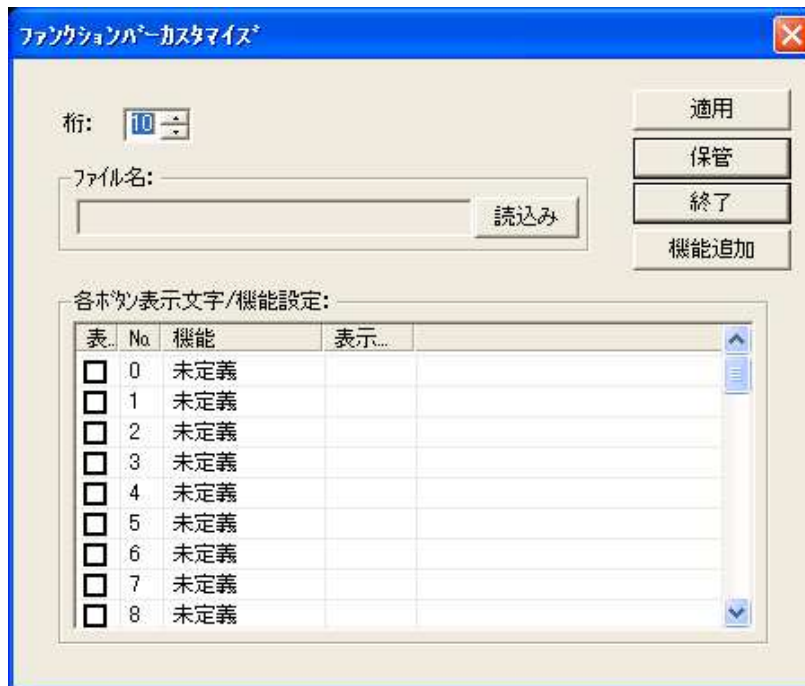 ﾌｧﾝｸｼｮﾝﾊﾞｰｶｽﾀﾏｲｽﾞ
桁: 10
適用
保管
終了
機能追加
ﾌｧｲﾙ名:
読込み
各ﾎﾞﾀﾝ表示文字/機能設定:
表... № 機能 表示...
0 未定義
1 未定義
2 未定義
3 未定義
4 未定義
5 未定義
6 未定義
7 未定義
8 未定義